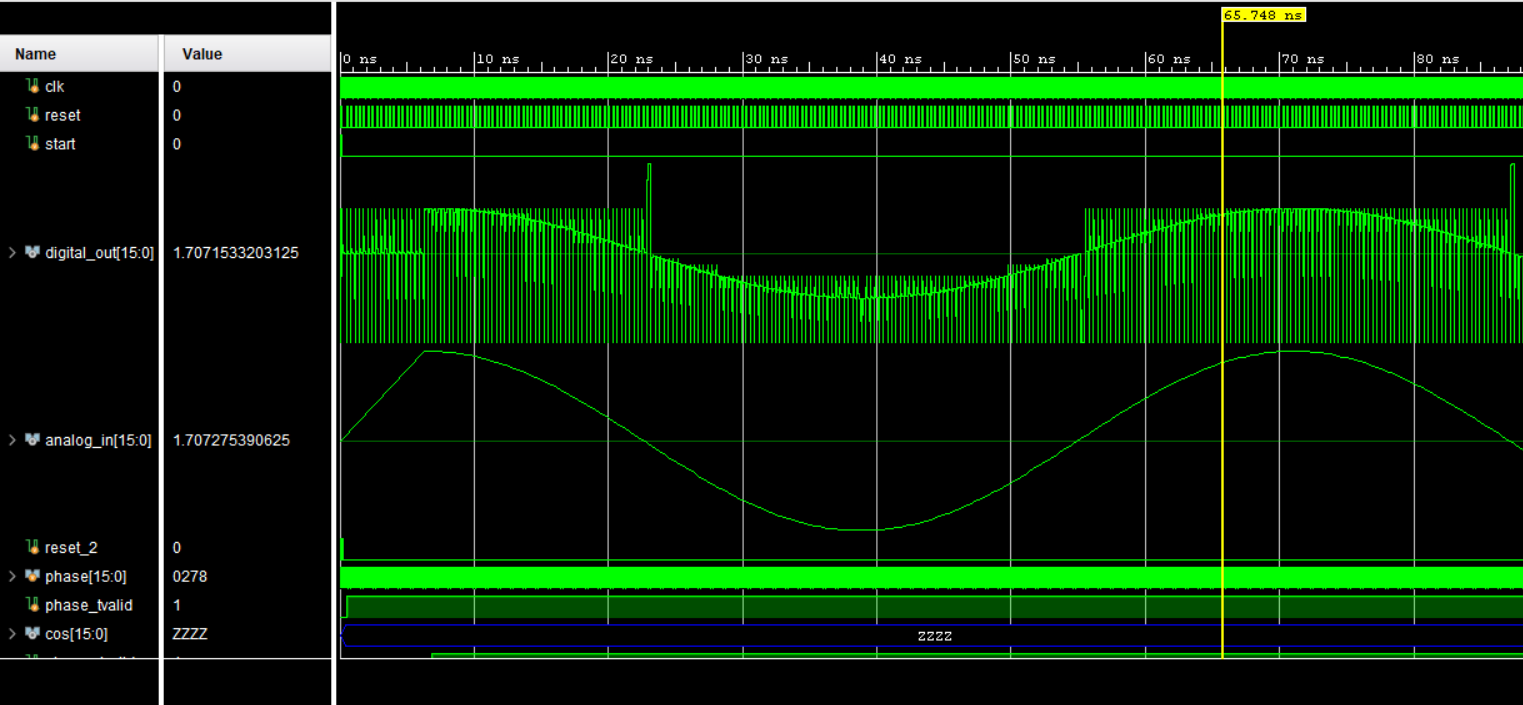 65.748 ns
Name Value
0 ns 10 ns 20 ns 30 ns 40 ns 50 ns 60 ns 70 ns 80 ns
clk 0
reset 0
start 0
digital_out[15:0] 1.7071533203125
analog_in[15:0] 1.707275390625
reset_2 0
phase[15:0] 0278
phase_tvalid 1
cos[15:0] ZZZZ ZZZZ